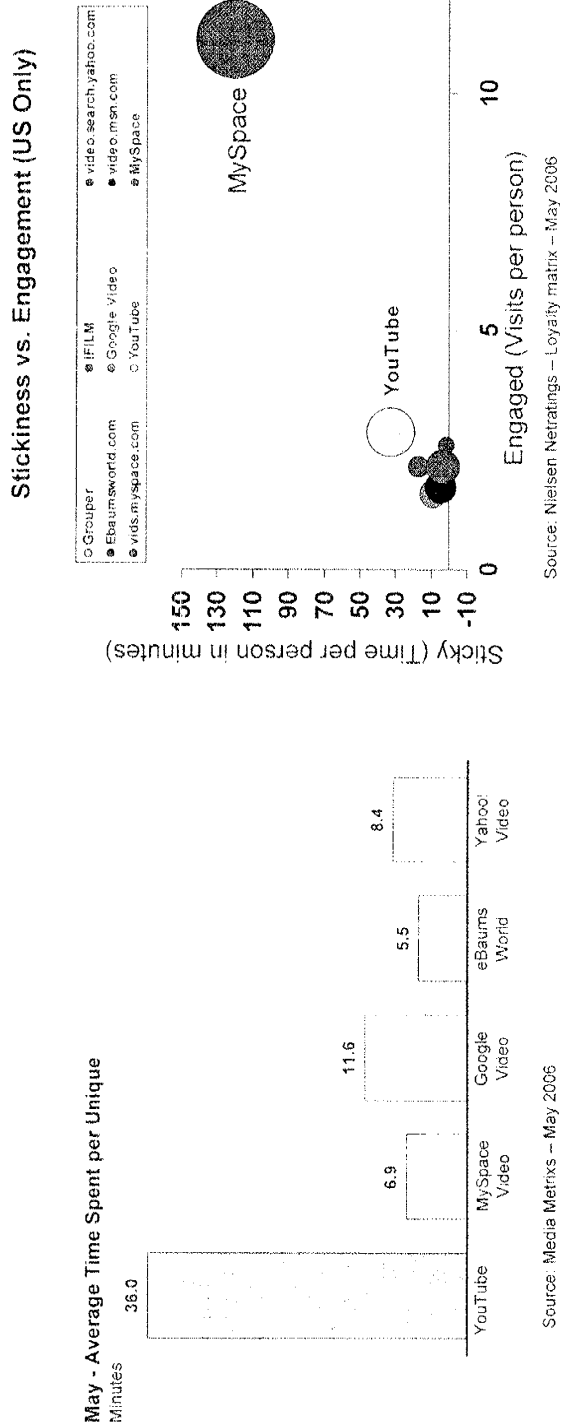 May - Average Time Spent per Unique
Minutes
36.0
6.9
11.6
5.5
8.4
YouTube
MySpace
Video
Google
Video
eBaums
World
Yahoo!
Video
Source: Media Metrixs – May 2006
Stickiness vs. Engagement (US Only)
Grouper
IFILM
video.search.yahoo.com
Ebaumsworld.com
Google Video
video.msn.com
vids.myspace.com
YouTube
MySpace
Sticky (Time per person in minutes)
150
130
110
90
70
50
30
10
-10
MySpace
YouTube
0
5
10
Engaged (Visits per person)
Source: Nielsen Netratings – Loyalty matrix – May 2006